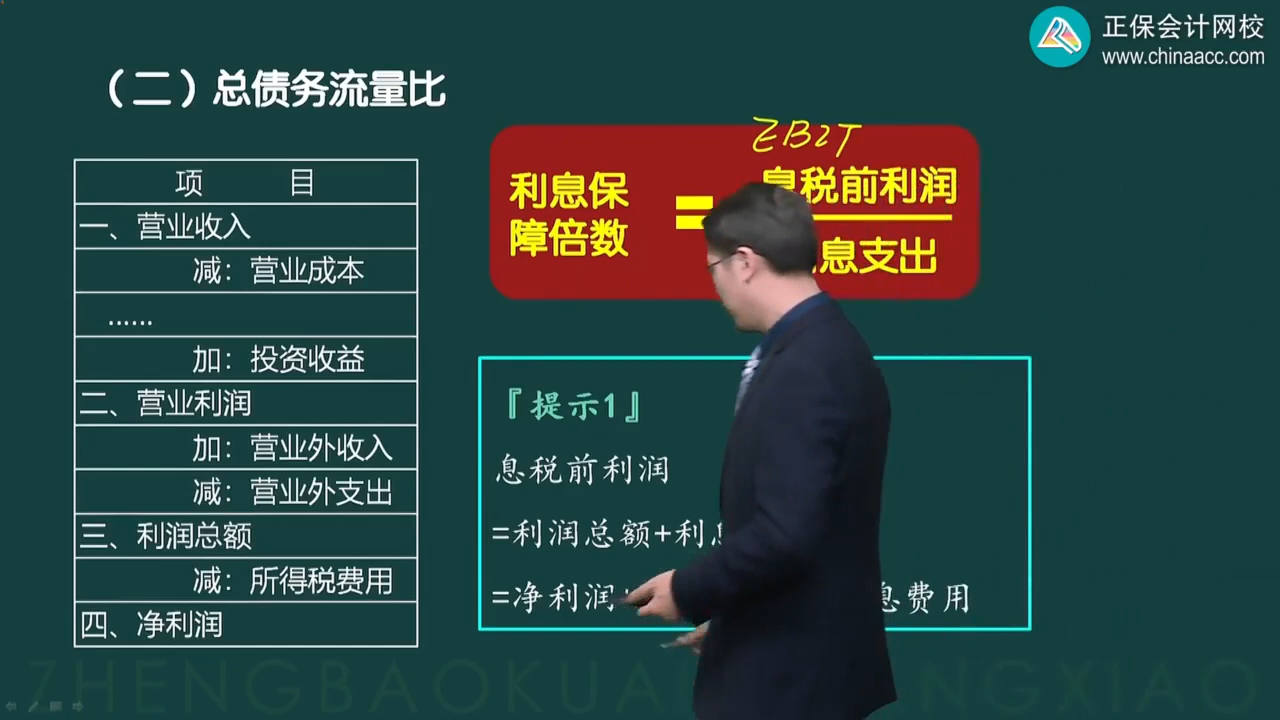 正保会计网校
www.chinaacc.com
（二）总债务流量比
项 目
一、营业收入
减：营业成本
……
加：投资收益
二、营业利润
加：营业外收入
减：营业外支出
三、利润总额
减：所得税费用
四、净利润
EBIT
利息保
障倍数
=
息税前利润
息支出
『提示1』
息税前利润
=利润总额+利息
=净利润 息费用